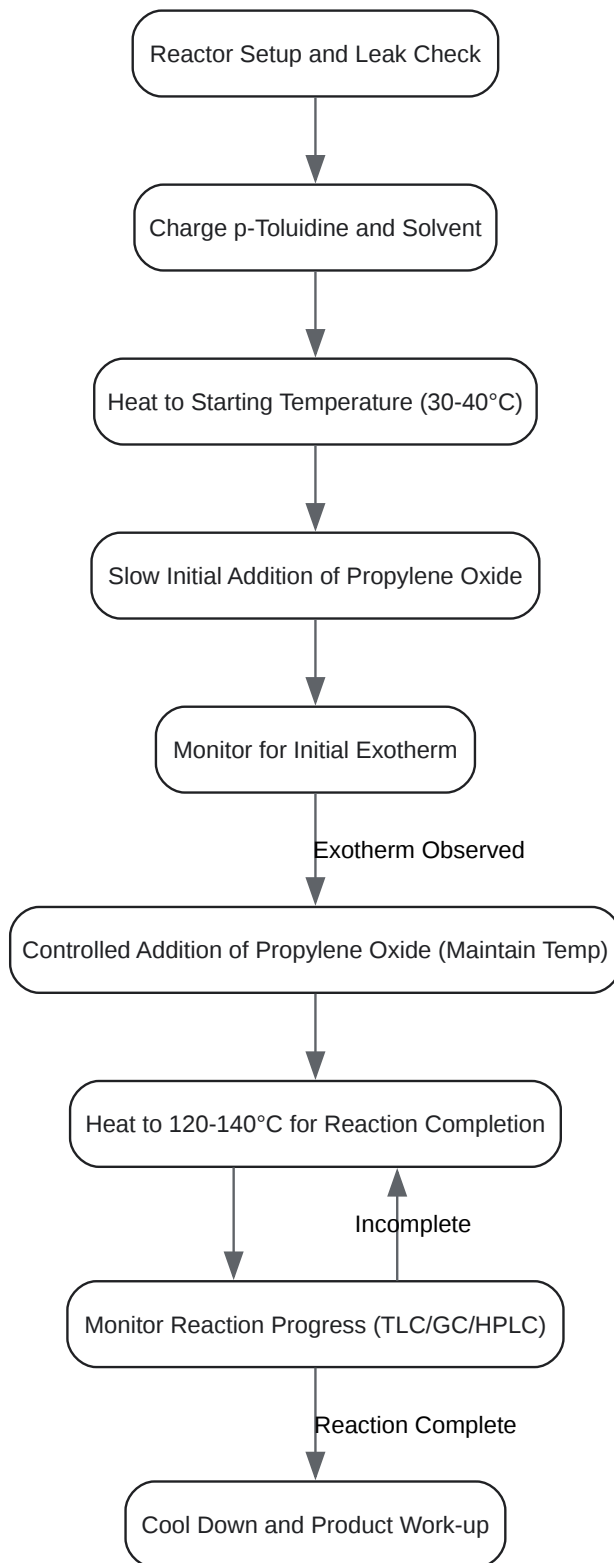 Reactor Setup and Leak Check
Charge p-Toluidine and Solvent
Heat to Starting Temperature (30-40°C)
Slow Initial Addition of Propylene Oxide
Monitor for Initial Exotherm
Exotherm Observed
Controlled Addition of Propylene Oxide (Maintain Temp)
Heat to 120-140°C for Reaction Completion
Incomplete
Monitor Reaction Progress (TLC/GC/HPLC)
Reaction Complete
Cool Down and Product Work-up